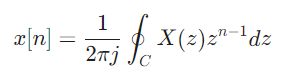 x[n] = \frac{1}{2\pi j} \oint_C X(z) z^{n-1} dz